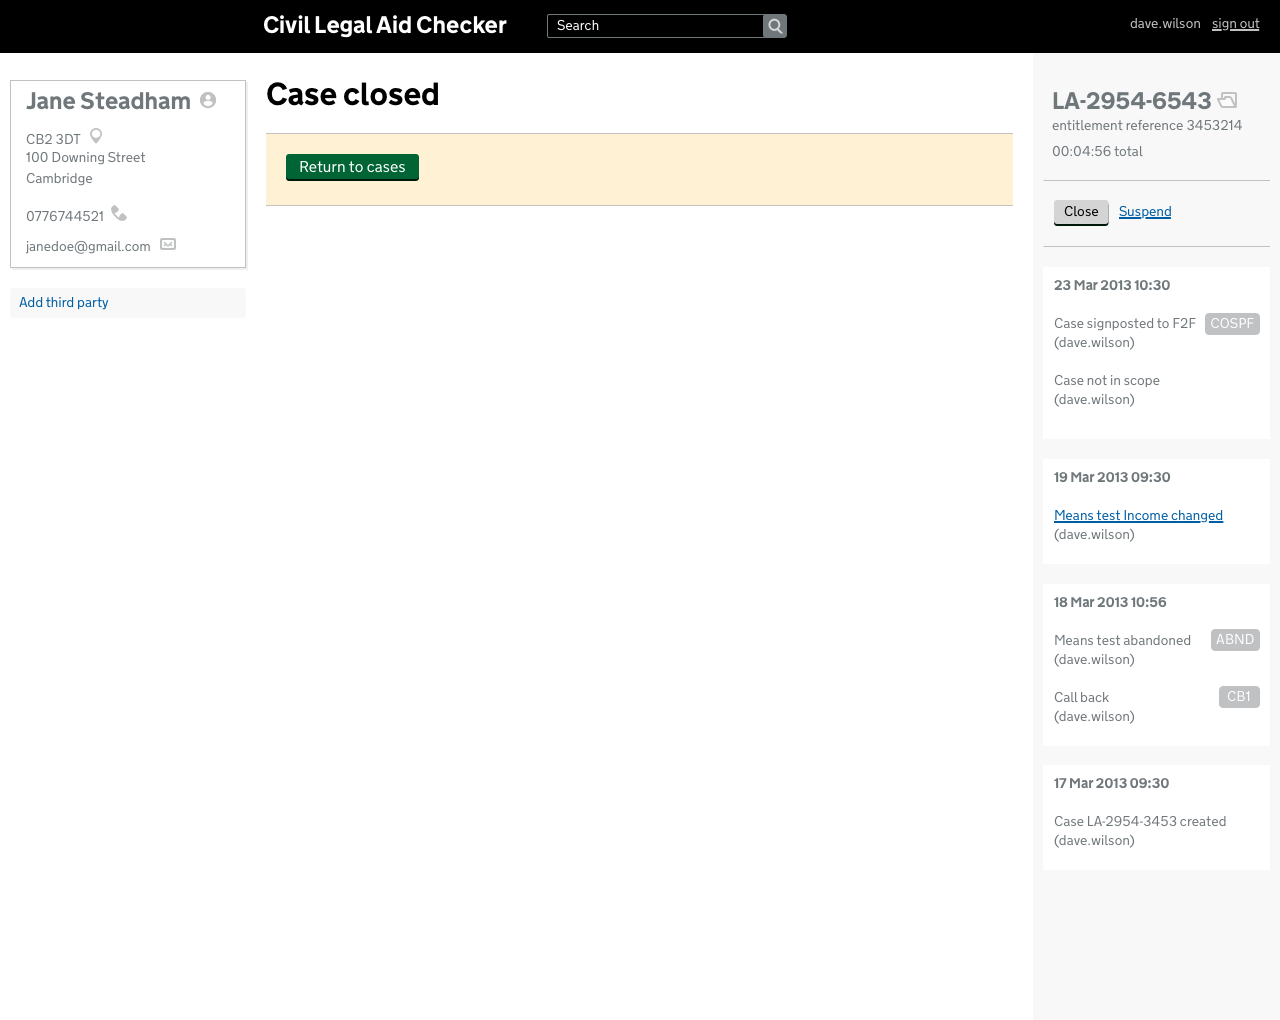 Civil Legal Aid Checker
Search
dave.wilson sign out
Jane Steadham
CB2 3DT
100 Downing Street
Cambridge
0776744521
janedoe@gmail.com
Add third party
Case closed
Return to cases
LA-2954-6543
entitlement reference 3453214
00:04:56 total
Close Suspend
23 Mar 2013 10:30
Case signposted to F2F COSPF
(dave.wilson)
Case not in scope
(dave.wilson)
19 Mar 2013 09:30
Means test Income changed
(dave.wilson)
18 Mar 2013 10:56
Means test abandoned ABND
(dave.wilson)
Call back CB1
(dave.wilson)
17 Mar 2013 09:30
Case LA-2954-3453 created
(dave.wilson)